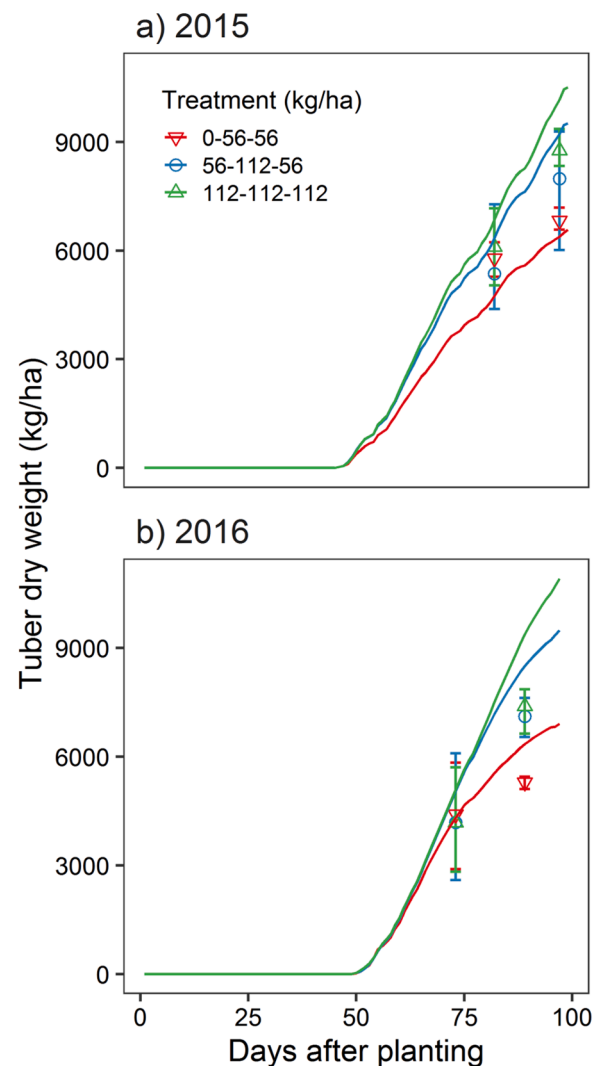 a) 2015
Treatment (kg/ha)
0-56-56
56-112-56
112-112-112
9000
6000
3000
0
Tuber dry weight (kg/ha)
b) 2016
9000
6000
3000
0
0 25 50 75 100
Days after planting